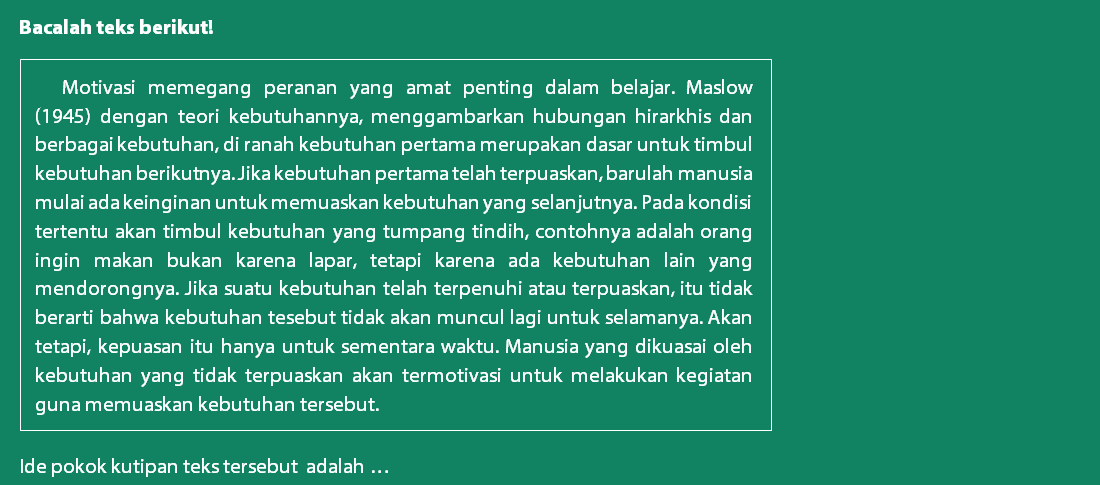 Bacalah teks berikut!
Motivasi memegang peranan yang amat penting dalam belajar. Maslow
(1945) dengan teori kebutuhannya, menggambarkan hubungan hirarkhis dan
berbagai kebutuhan, di ranah kebutuhan pertama merupakan dasar untuk timbul
kebutuhan berikutnya. Jika kebutuhan pertama telah terpuaskan, barulah manusia
mulai ada keinginan untuk memuaskan kebutuhan yang selanjutnya. Pada kondisi
tertentu akan timbul kebutuhan yang tumpang tindih, contohnya adalah orang
ingin makan bukan karena lapar, tetapi karena ada kebutuhan lain yang
mendorongnya. Jika suatu kebutuhan telah terpenuhi atau terpuaskan, itu tidak
berarti bahwa kebutuhan tesebut tidak akan muncul lagi untuk selamanya. Akan
tetapi, kepuasan itu hanya untuk sementara waktu. Manusia yang dikuasai oleh
kebutuhan yang tidak terpuaskan akan termotivasi untuk melakukan kegiatan
guna memuaskan kebutuhan tersebut.
Ide pokok kutipan teks tersebut adalah ...